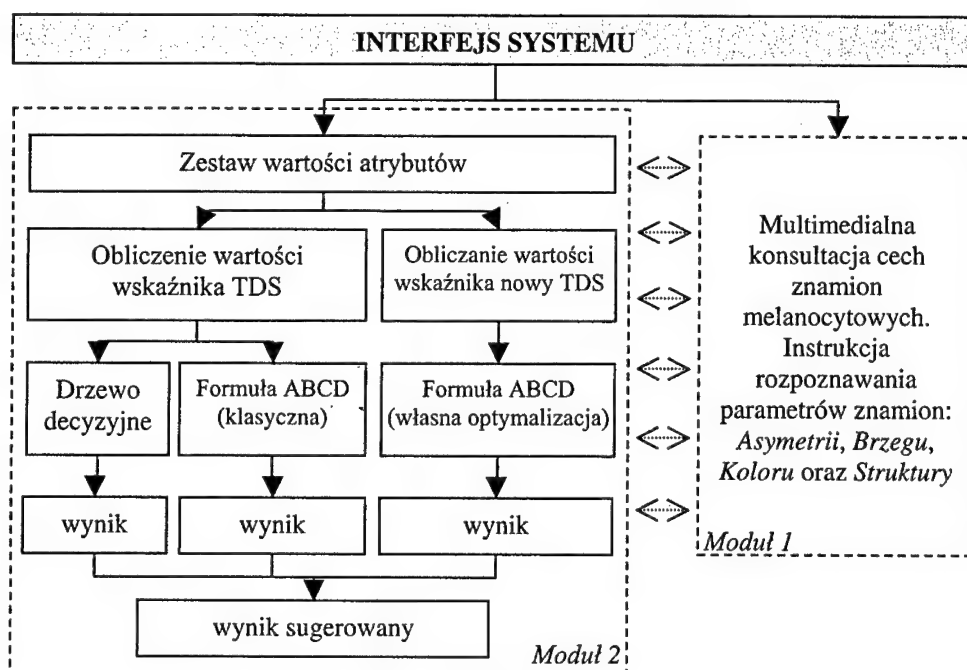 INTERFEJS SYSTEMU
Zestaw wartości atrybutów
Obliczenie wartości
wskaźnika TDS
Obliczanie wartości
wskaźnika nowy TDS
Drzewo
decyzyjne
Formuła ABCD
(klasyczna)
Formuła ABCD
(własna optymalizacja)
wynik
wynik
wynik
wynik sugerowany
Moduł 2
Multimedialna
konsultacja cech
znamion
melanocytowych.
Instrukcja
rozpoznawania
parametrów znamion:
Asymetrii, Brzegu,
Koloru oraz Struktury
Moduł 1